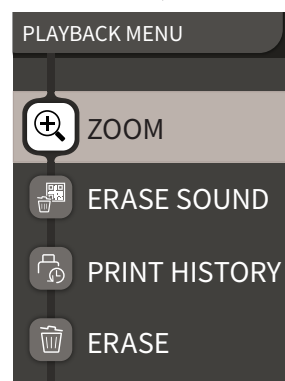 PLAYBACK MENU
ZOOM
ERASE SOUND
PRINT HISTORY
ERASE